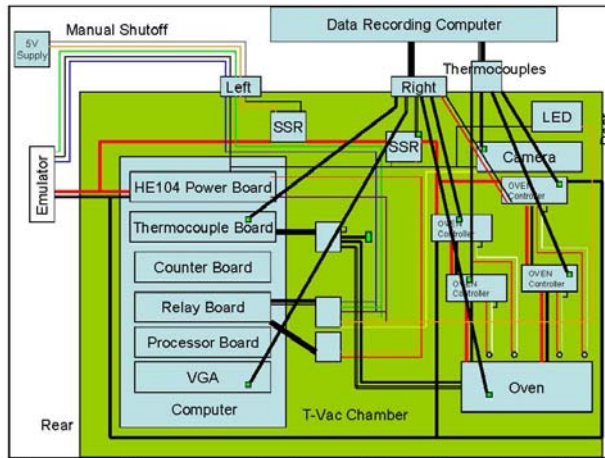 Data Recording Computer
Manual Shutoff
5V
Supply
Thermocouples
Left
Right
LED
SSR
SSR
Camera
Emulator
HE104 Power Board
OVEN
Controller
Thermocouple Board
OVEN
Controller
Counter Board
OVEN
Controller
OVEN
Controller
Relay Board
Processor Board
VGA
Oven
Computer
T-Vac Chamber
Rear